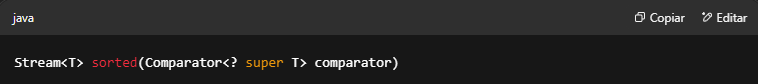 java
Copiar
Editar
Stream<T> sorted(Comparator<? super T> comparator)